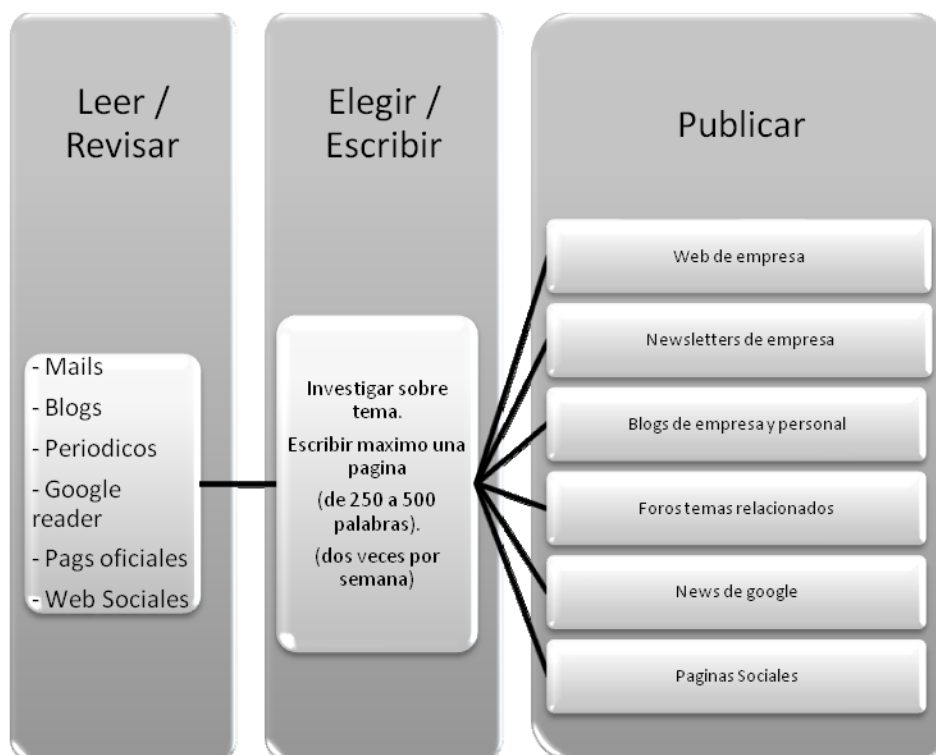 Leer /
Revisar
- Mails
- Blogs
- Periodicos
- Google
reader
- Pags oficiales
- Web Sociales
Elegir /
Escribir
Investigar sobre
tema.
Escribir maximo una
pagina
(de 250 a 500
palabras).
(dos veces por
semana)
Publicar
Web de empresa
Newsletters de empresa
Blogs de empresa y personal
Foros temas relacionados
News de google
Paginas Sociales